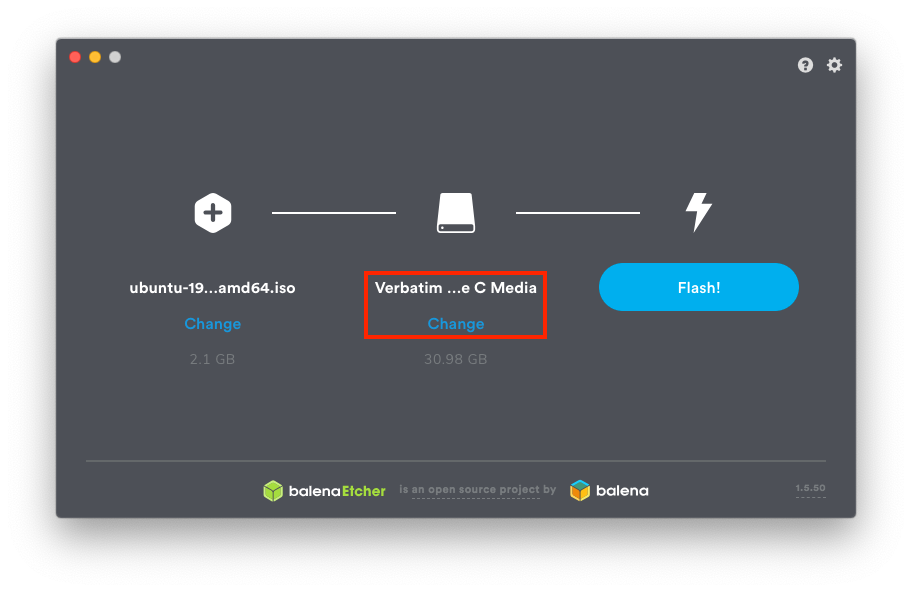 ubuntu-19...amd64.iso
Change
2.1 GB
Verbatim ...e C Media
Change
30.98 GB
Flash!
balenaEtcher is an open source project by balena
1.5.50